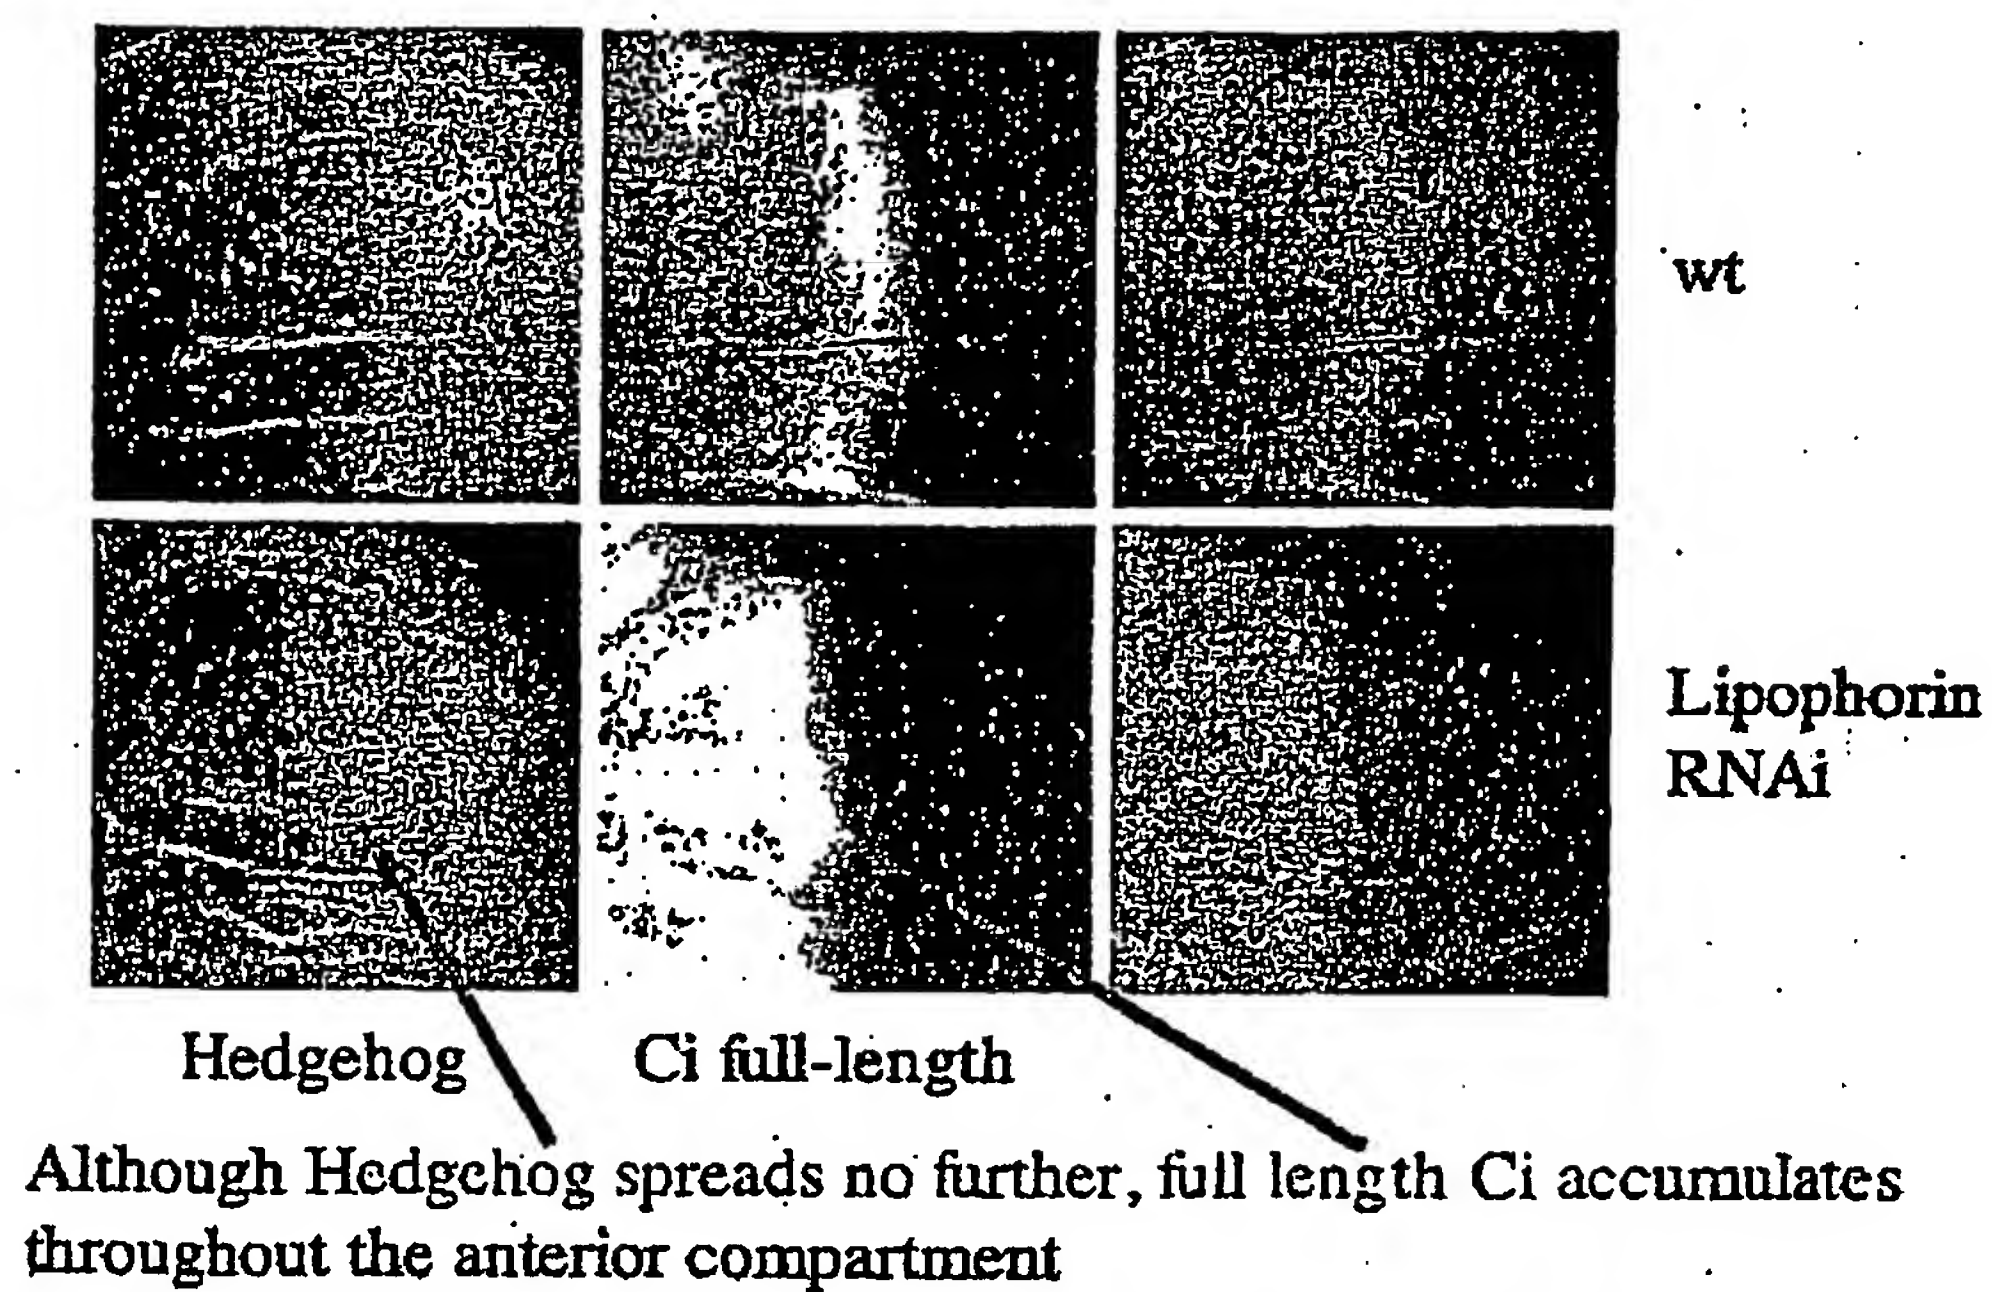 wt
Lipophorin
RNAi
Hedgehog
Ci full-length
Although Hedgehog spreads no further, full length Ci accumulates
throughout the anterior compartment